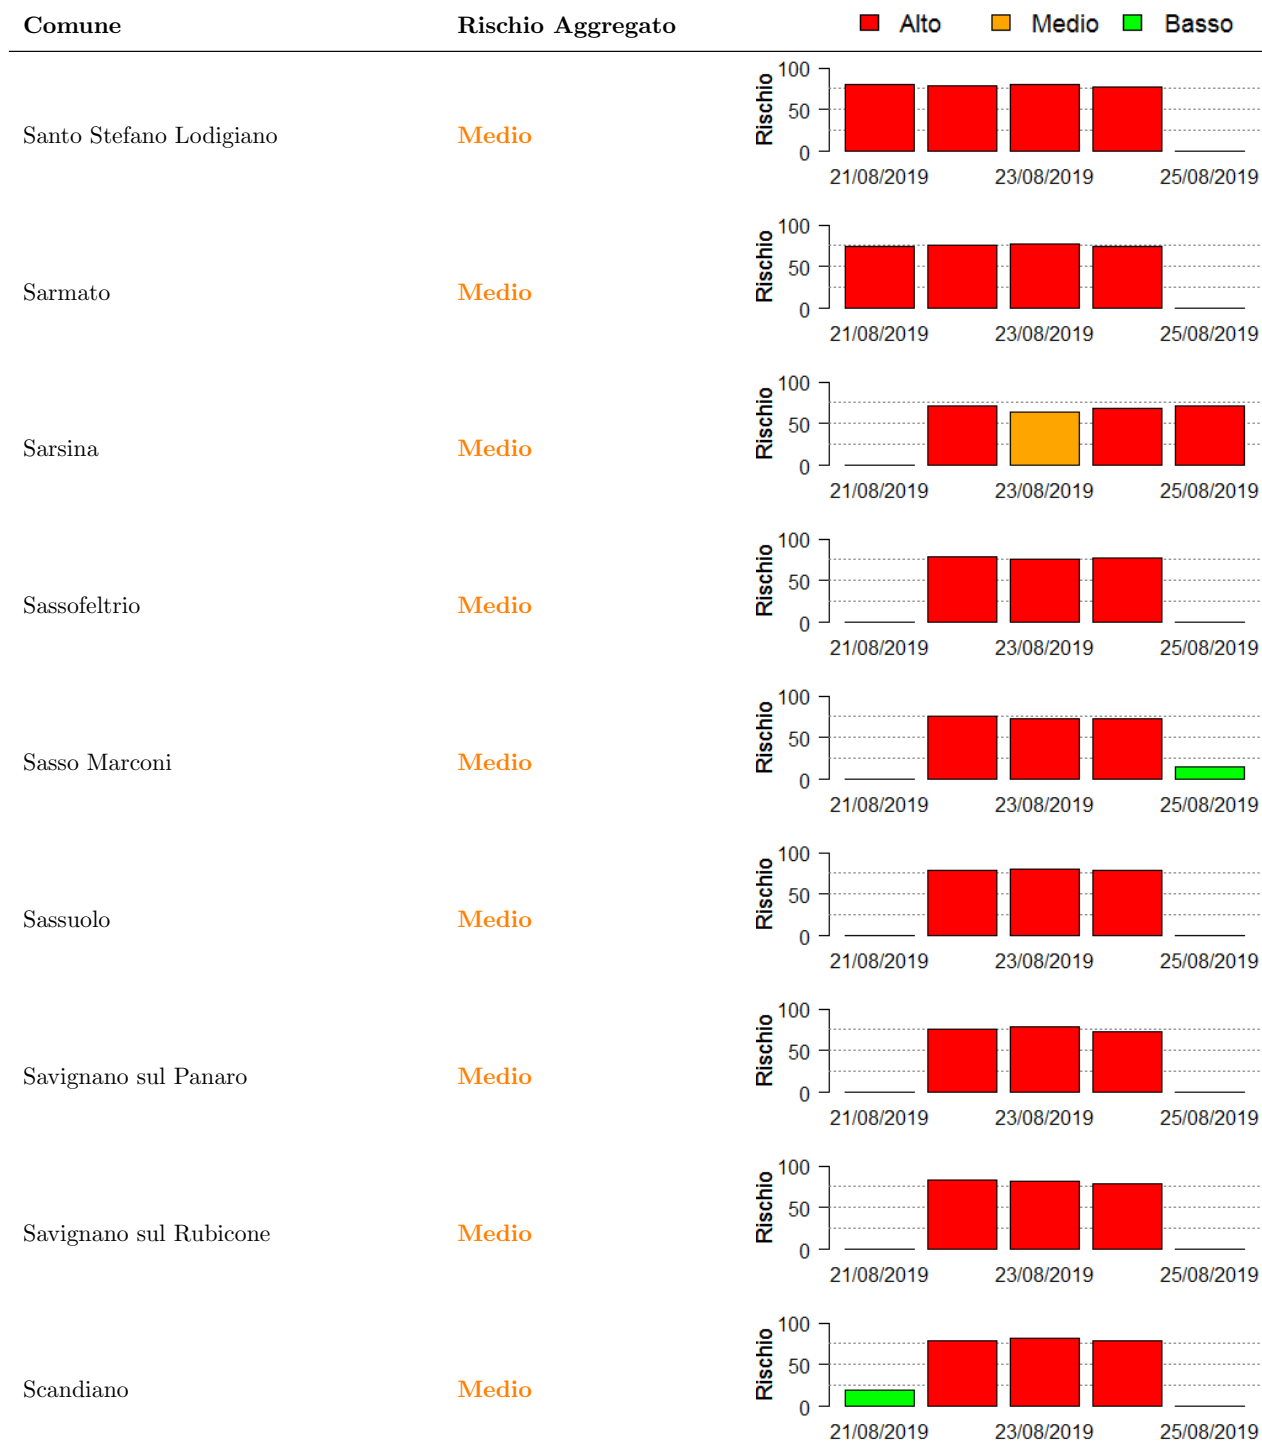 Comune Rischio Aggregato Alto Medio Basso
Santo Stefano Lodigiano Medio Rischio 100 50 0
21/08/2019 23/08/2019 25/08/2019
Sarmato Medio Rischio 100 50 0
21/08/2019 23/08/2019 25/08/2019
Sarsina Medio Rischio 100 50 0
21/08/2019 23/08/2019 25/08/2019
Sassofeltrio Medio Rischio 100 50 0
21/08/2019 23/08/2019 25/08/2019
Sasso Marconi Medio Rischio 100 50 0
21/08/2019 23/08/2019 25/08/2019
Sassuolo Medio Rischio 100 50 0
21/08/2019 23/08/2019 25/08/2019
Savignano sul Panaro Medio Rischio 100 50 0
21/08/2019 23/08/2019 25/08/2019
Savignano sul Rubicone Medio Rischio 100 50 0
21/08/2019 23/08/2019 25/08/2019
Scandiano Medio Rischio 100 50 0
21/08/2019 23/08/2019 25/08/2019